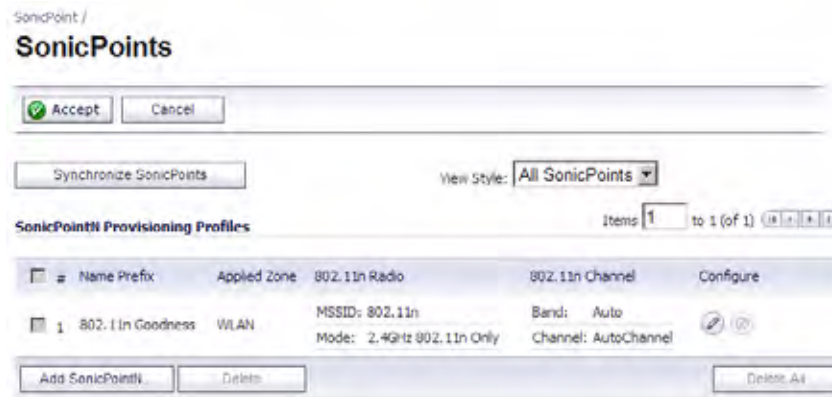 SonicPoint /
SonicPoints
Accept Cancel
Synchronize SonicPoints View Style: All SonicPoints
Items 1 to 1 (of 1)
SonicPointN Provisioning Profiles
# Name Prefix Applied Zone 802.11n Radio 802.11n Channel Configure
1 802.11n Goodness WLAN MSSID: 802.11n Band: Auto
Mode: 2.4GHz 802.11n Only Channel: AutoChannel
Add SonicPointN... Delete Delete All